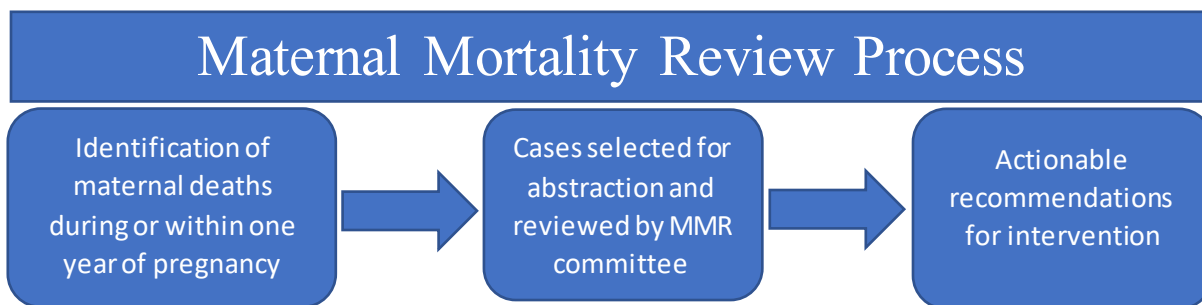 Maternal Mortality Review Process
Identification of
maternal deaths
during or within one
year of pregnancy
Cases selected for
abstraction and
reviewed by MMR
committee
Actionable
recommendations
for intervention